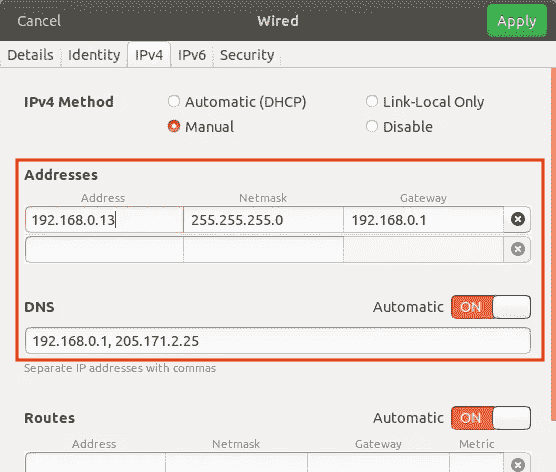 Cancel Wired Apply
Details Identity IPv4 IPv6 Security
IPv4 Method Automatic (DHCP) Link-Local Only
Manual Disable
Addresses
Address Netmask Gateway
192.168.0.13 255.255.255.0 192.168.0.1
DNS Automatic ON
192.168.0.1, 205.171.2.25
Separate IP addresses with commas
Routes Automatic ON
Address Netmask Gateway Metric